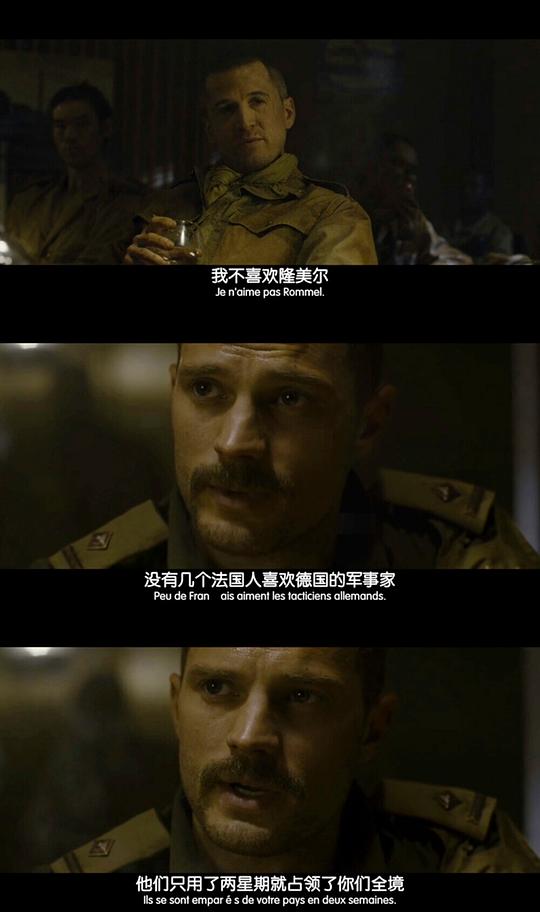 我不喜欢隆美尔
Je n'aime pas Rommel.
没有几个法国人喜欢德国的军事家
Peu de Fran ais aiment les tacticiens allemands.
他们只用了两星期就占领了你们全境
Ils se sont empar é s de votre pays en deux semaines.